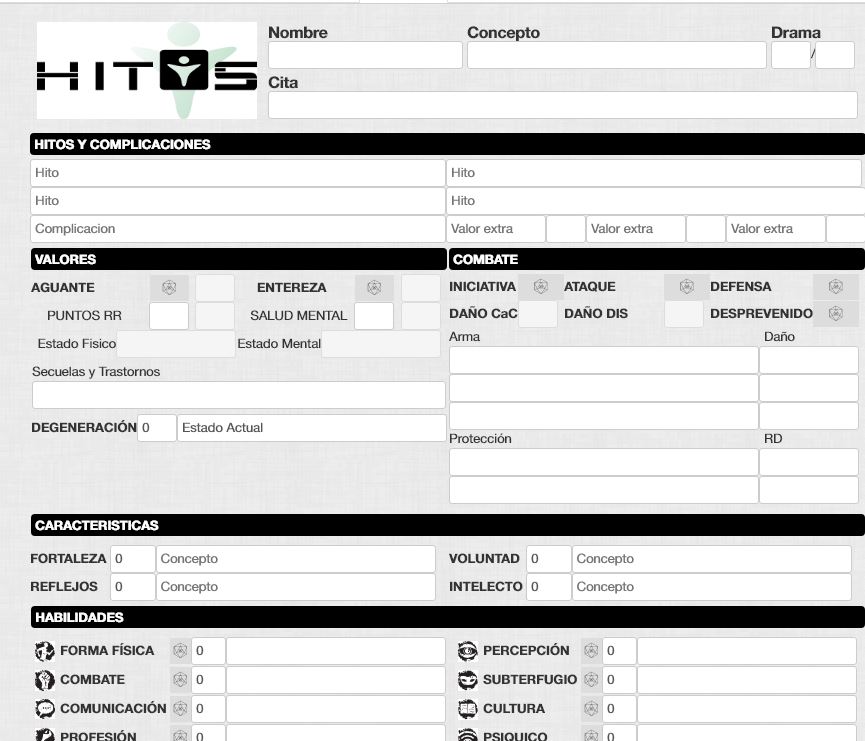 HITOS
Nombre Concepto Drama
/
Cita
HITOS Y COMPLICACIONES
Hito Hito
Hito Hito
Complicacion Valor extra Valor extra Valor extra
VALORES COMBATE
AGUANTE ENTEREZA INICIATIVA ATAQUE DEFENSA
PUNTOS RR SALUD MENTAL DAÑO CaC DAÑO DIS DESPREVENIDO
Estado Fisico Estado Mental Arma Daño
Secuelas y Trastornos
DEGENERACIÓN 0 Estado Actual
Protección RD
CARACTERISTICAS
FORTALEZA 0 Concepto VOLUNTAD 0 Concepto
REFLEJOS 0 Concepto INTELECTO 0 Concepto
HABILIDADES
FORMA FÍSICA 0 PERCEPCIÓN 0
COMBATE 0 SUBTERFUGIO 0
COMUNICACIÓN 0 CULTURA 0
PROFESIÓN 0 PSIQUICO 0